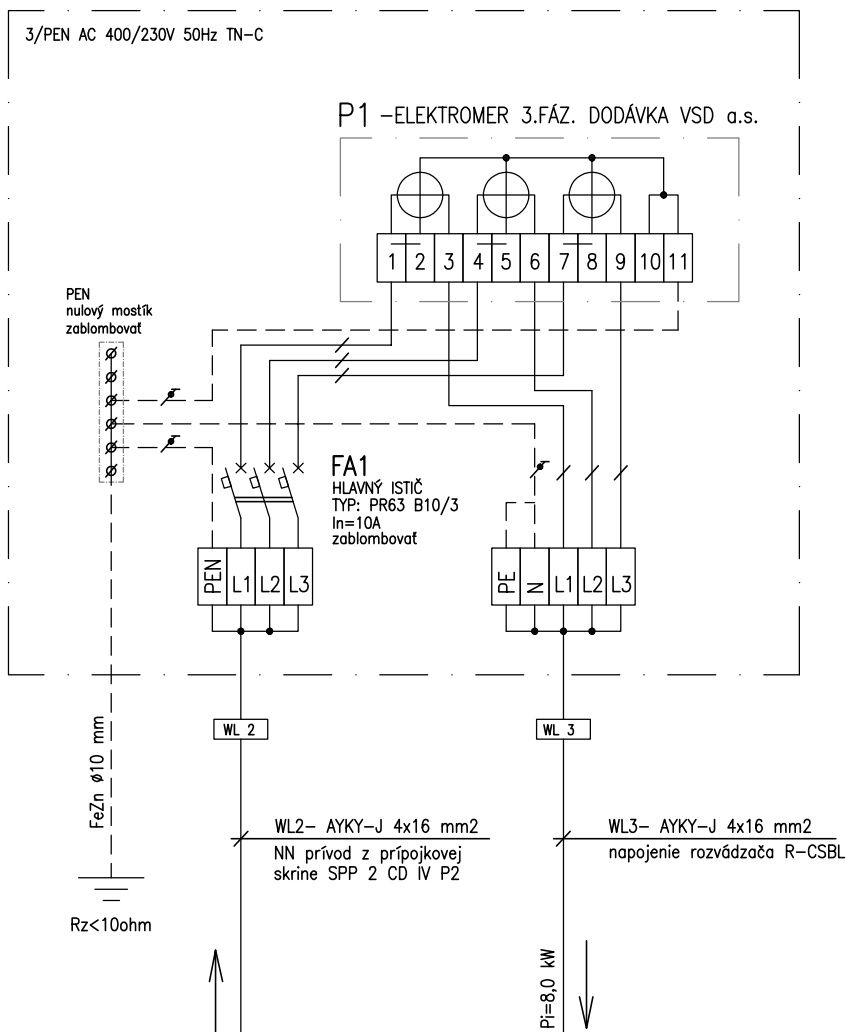 3/PEN AC 400/230V 50Hz TN-C
P1 -ELEKTROMER 3.FÁZ. DODÁVKA VSD a.s.
1 2 3 4 5 6 7 8 9 10 11
PEN
nulový mostík
zablombovať
FA1
HLAVNÝ ISTIČ
TYP: PR63 B10/3
In=10A
zablombovať
PEN L1 L2 L3
PE N L1 L2 L3
WL 2
WL 3
FeZn ø10 mm
WL2- AYKY-J 4x16 mm2
NN prívod z prípojkovej
skrine SPP 2 CD IV P2
WL3- AYKY-J 4x16 mm2
napojenie rozvádzača R-CSBL
Rz<10ohm
Pi=8,0 kW